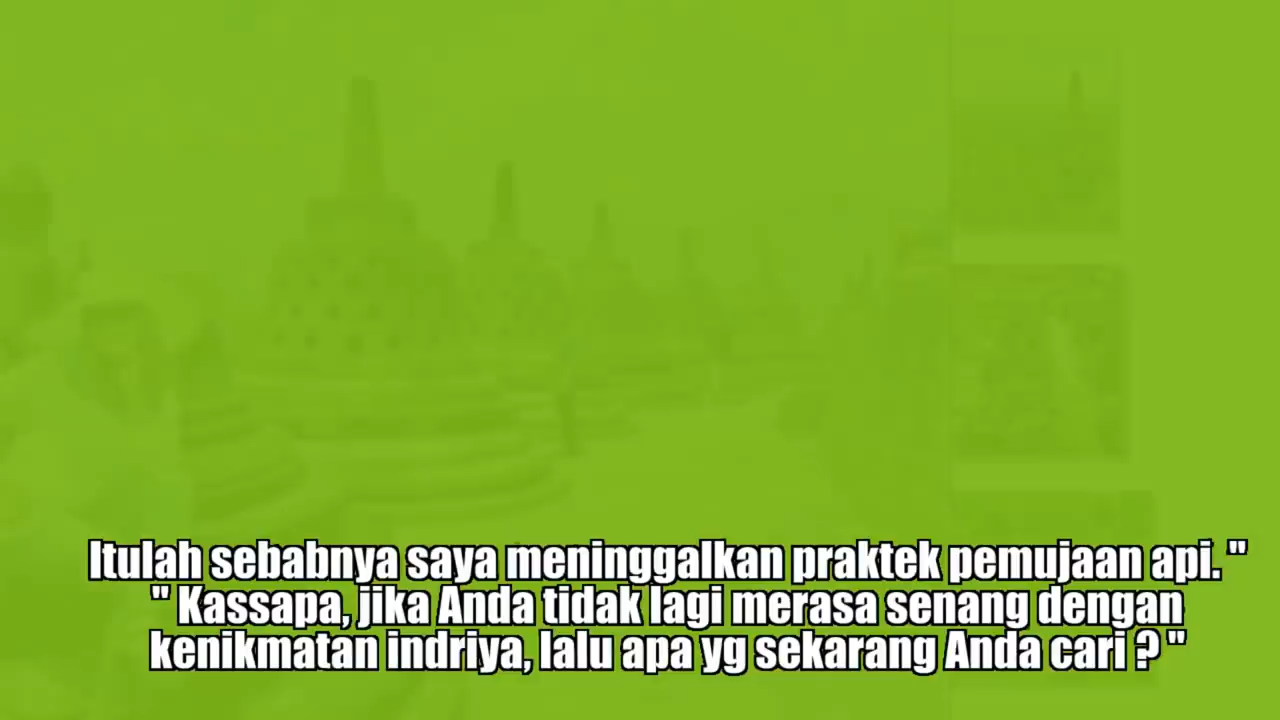 Itulah sebabnya saya meninggalkan praktek pemujaan api. "
" Kassapa, jika Anda tidak lagi merasa senang dengan
kenikmatan indriya, lalu apa yg sekarang Anda cari ? "